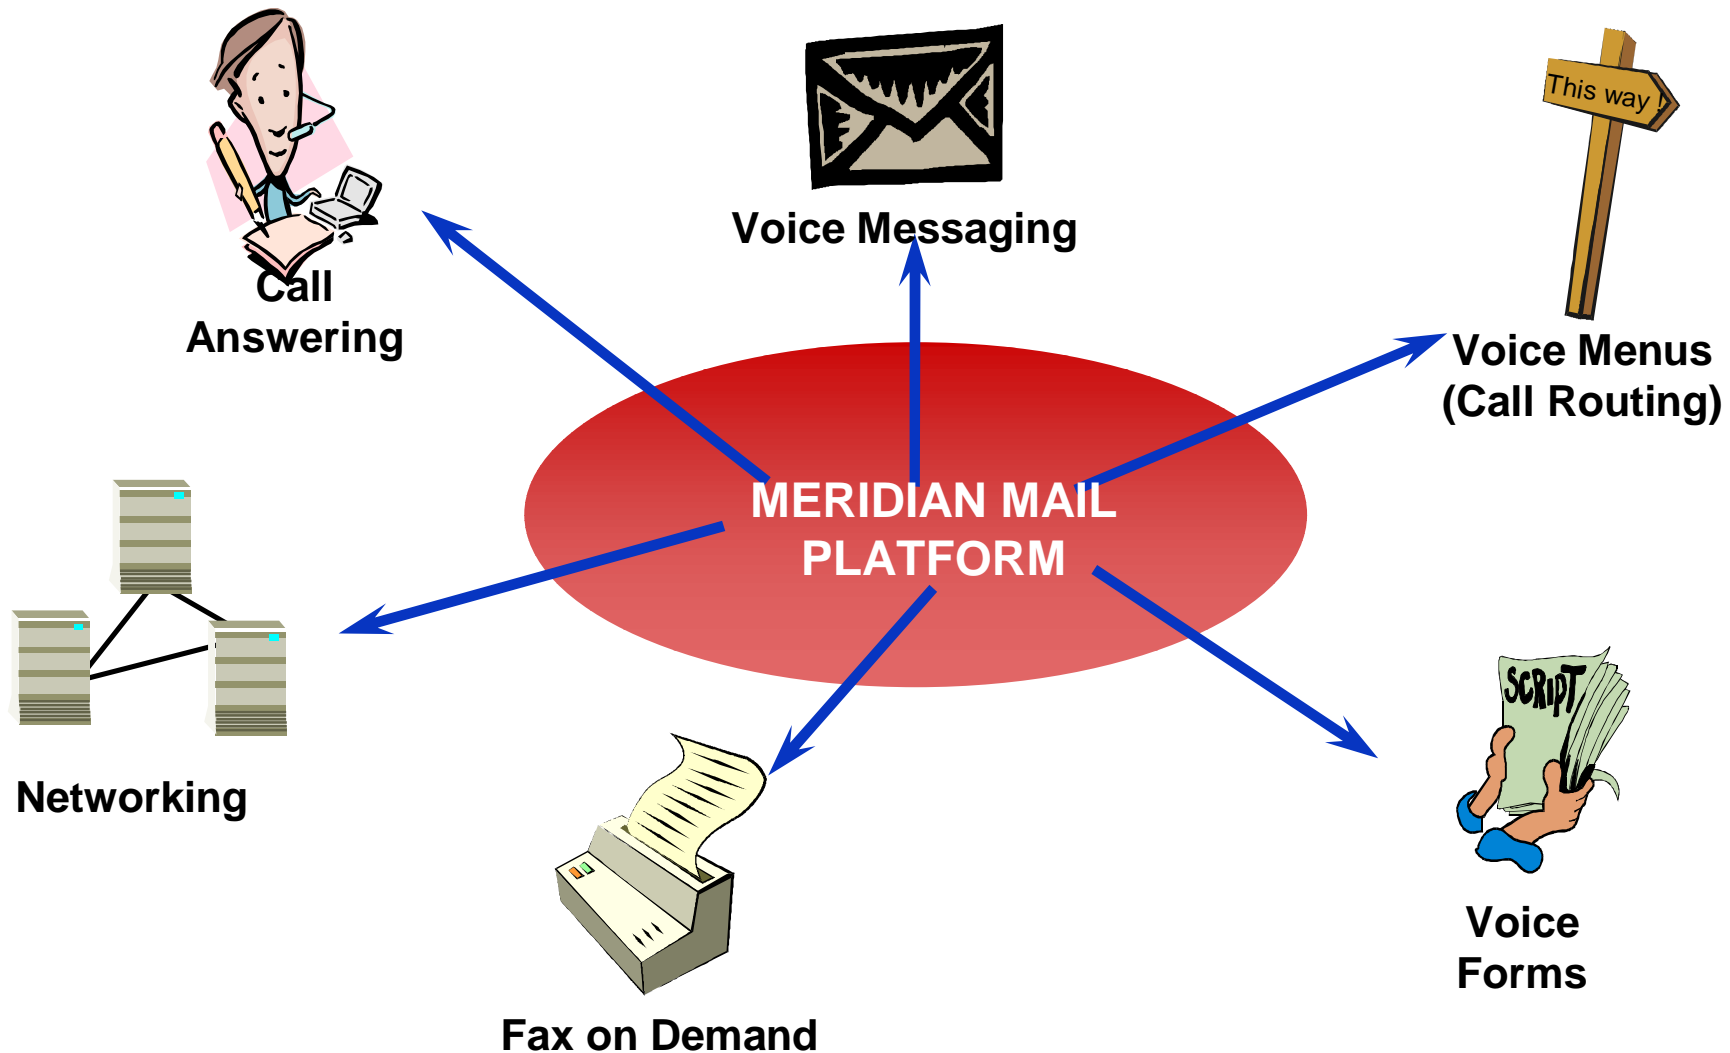 This way !
Voice Messaging
Call
Answering
Voice Menus
(Call Routing)
MERIDIAN MAIL
PLATFORM
SCRIPT
Networking
Voice
Forms
Fax on Demand